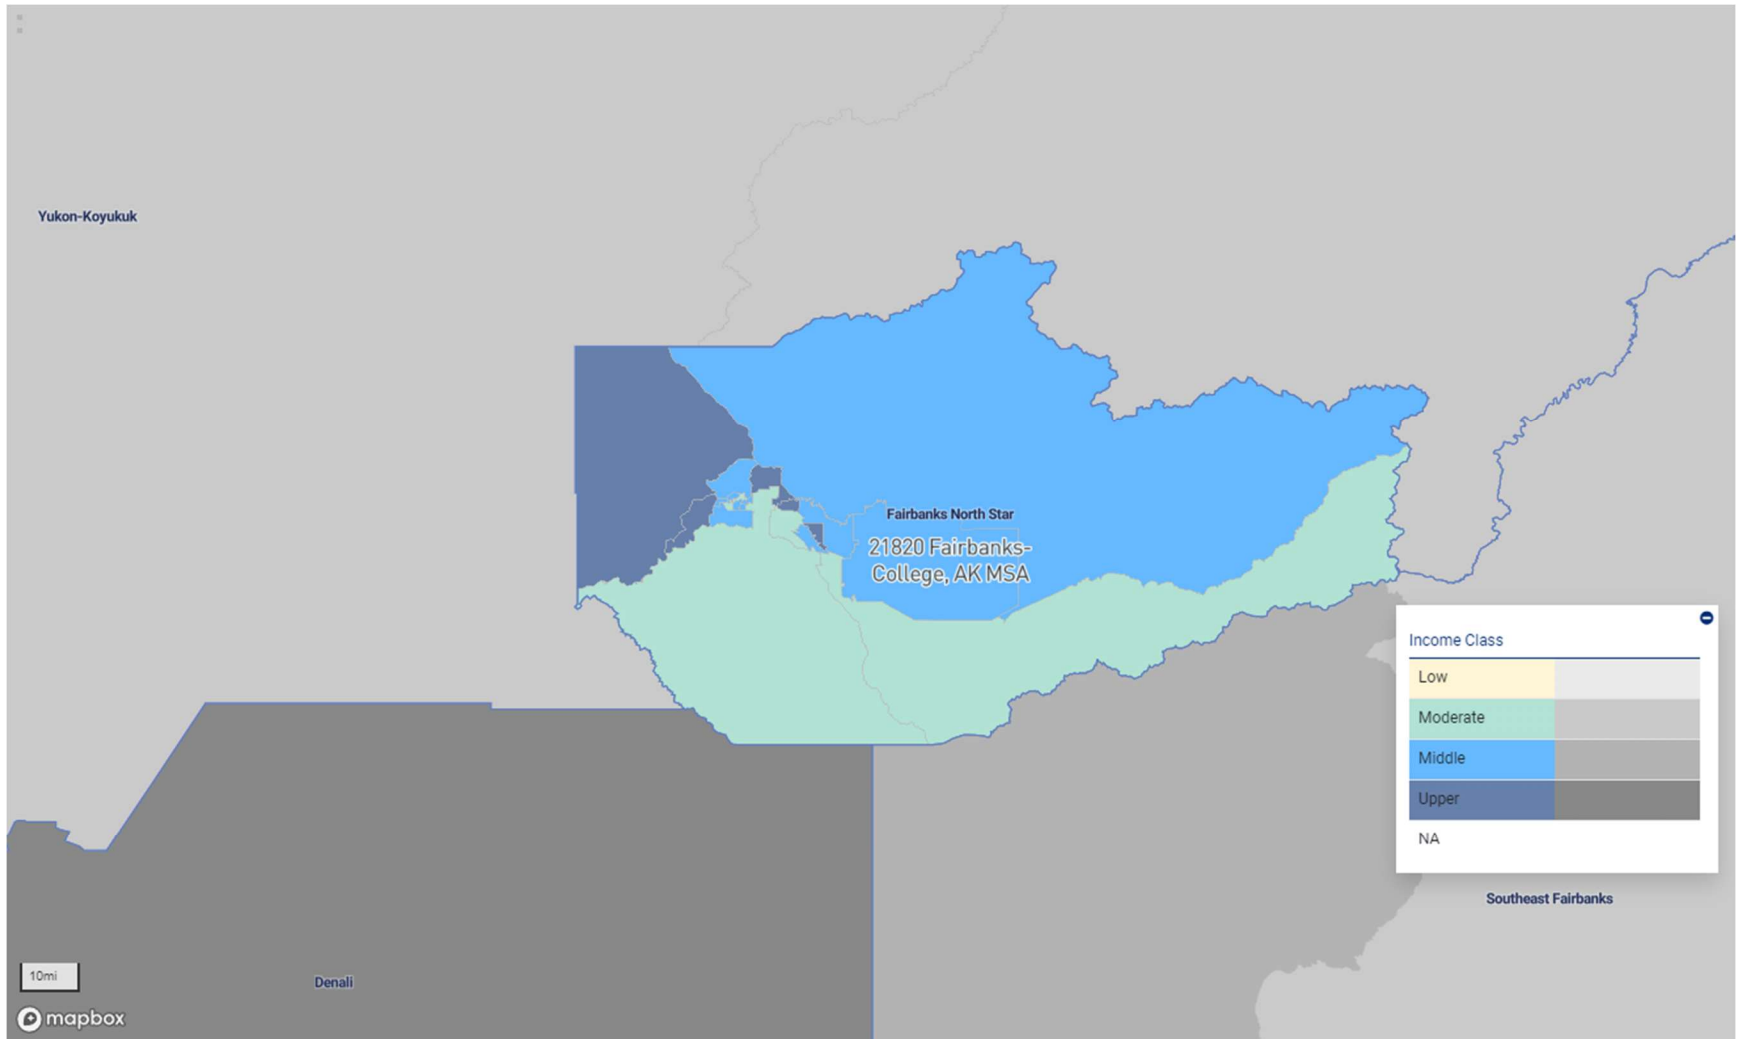 Yukon-Koyukuk
Fairbanks North Star
21820 Fairbanks-
College, AK MSA
Income Class
Low
Moderate
Middle
Upper
NA
Southeast Fairbanks
10mi
Denali
mapbox